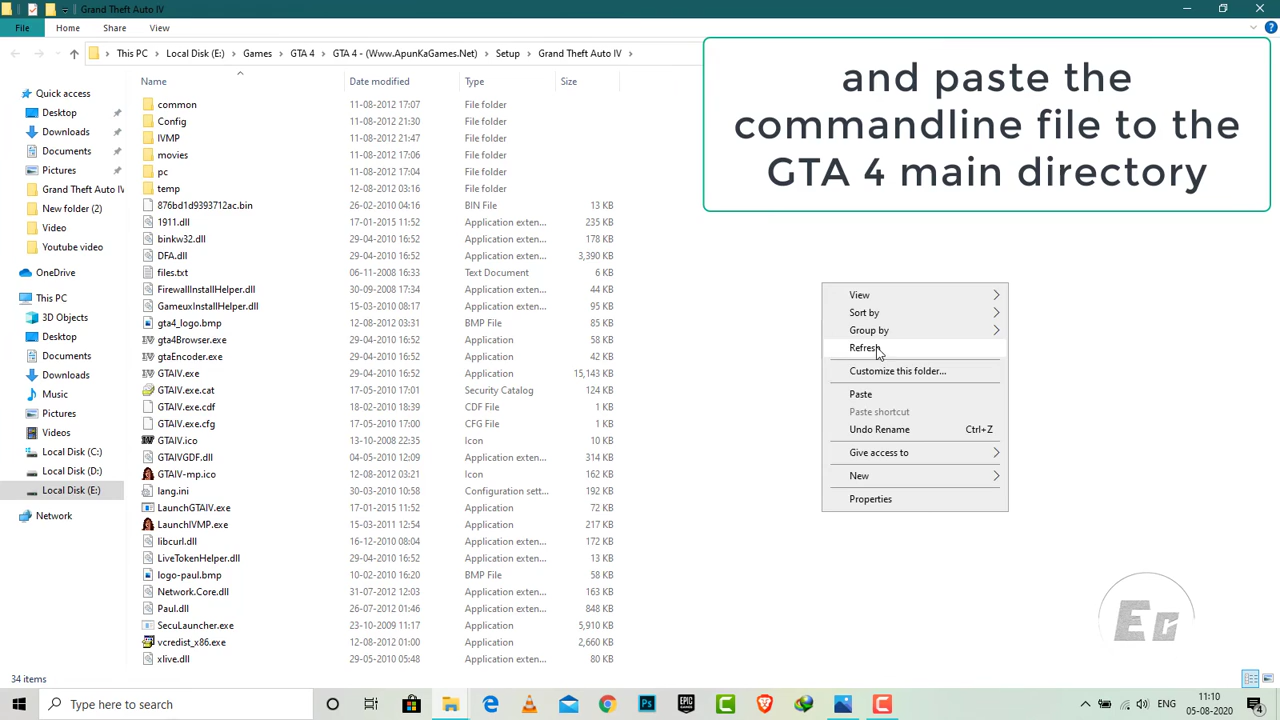 Grand Theft Auto IV
File Home Share View
This PC Local Disk (E:) Games GTA 4 GTA 4 - (Www.ApunKaGames.Net) Setup Grand Theft Auto IV
and paste the
commandline file to the
GTA 4 main directory
Name Date modified Type Size
Quick access
Desktop
Downloads
Documents
Pictures
Grand Theft Auto IV
New folder (2)
Video
Youtube video
OneDrive
This PC
3D Objects
Desktop
Documents
Downloads
Music
Pictures
Videos
Local Disk (C:)
Local Disk (D:)
Local Disk (E:)
Network
common 11-08-2012 17:07 File folder
Config 11-08-2012 21:30 File folder
IVMP 11-08-2012 21:47 File folder
movies 11-08-2012 17:06 File folder
pc 11-08-2012 17:04 File folder
temp 12-08-2012 03:16 File folder
876bd1d9393712ac.bin 26-02-2010 04:16 BIN File 13 KB
1911.dll 17-01-2015 11:52 Application exten... 235 KB
binkw32.dll 29-04-2010 16:52 Application exten... 178 KB
DFA.dll 29-04-2010 16:52 Application exten... 3,390 KB
files.txt 06-11-2008 16:33 Text Document 6 KB
FirewallInstallHelper.dll 30-09-2008 17:34 Application exten... 44 KB
GameuxInstallHelper.dll 15-03-2010 08:17 Application exten... 95 KB
gta4_logo.bmp 12-08-2012 03:31 BMP File 85 KB
gta4Browser.exe 29-04-2010 16:52 Application 52 KB
gtaEncoder.exe 29-04-2010 16:52 Application 42 KB
GTAIV.exe 29-04-2010 16:52 Application 15,143 KB
GTAIV.exe.cat 17-05-2010 17:01 Security Catalog 124 KB
GTAIV.exe.cdf 18-02-2010 18:39 CDF File 1 KB
GTAIV.exe.cfg 17-05-2010 17:00 CFG File 1 KB
GTAIV.ico 13-10-2008 22:35 Icon 10 KB
GTAIVGDF.dll 04-05-2010 12:09 Application exten... 314 KB
GTAIV-mp.ico 12-08-2012 03:21 Icon 162 KB
lang.ini 30-03-2010 10:58 Configuration sett... 192 KB
LaunchGTAIV.exe 17-01-2015 11:52 Application 72 KB
LaunchIVMP.exe 15-03-2011 12:54 Application 217 KB
libcurl.dll 16-12-2010 08:04 Application exten... 172 KB
LiveTokenHelper.dll 29-04-2010 16:52 Application exten... 13 KB
logo-paul.bmp 10-02-2010 16:20 BMP File 58 KB
Network.Core.dll 31-07-2012 12:03 Application exten... 163 KB
Paul.dll 26-07-2012 01:46 Application exten... 848 KB
SecuLauncher.exe 23-10-2009 11:17 Application 5,910 KB
vcredist_x86.exe 12-08-2012 01:00 Application 2,660 KB
xlive.dll 29-05-2010 05:48 Application exten... 80 KB
View
Sort by
Group by
Refresh
Customize this folder...
Paste
Paste shortcut
Undo Rename Ctrl+Z
Give access to
New
Properties
34 items
Type here to search
ENG
11:10
05-08-2020
4